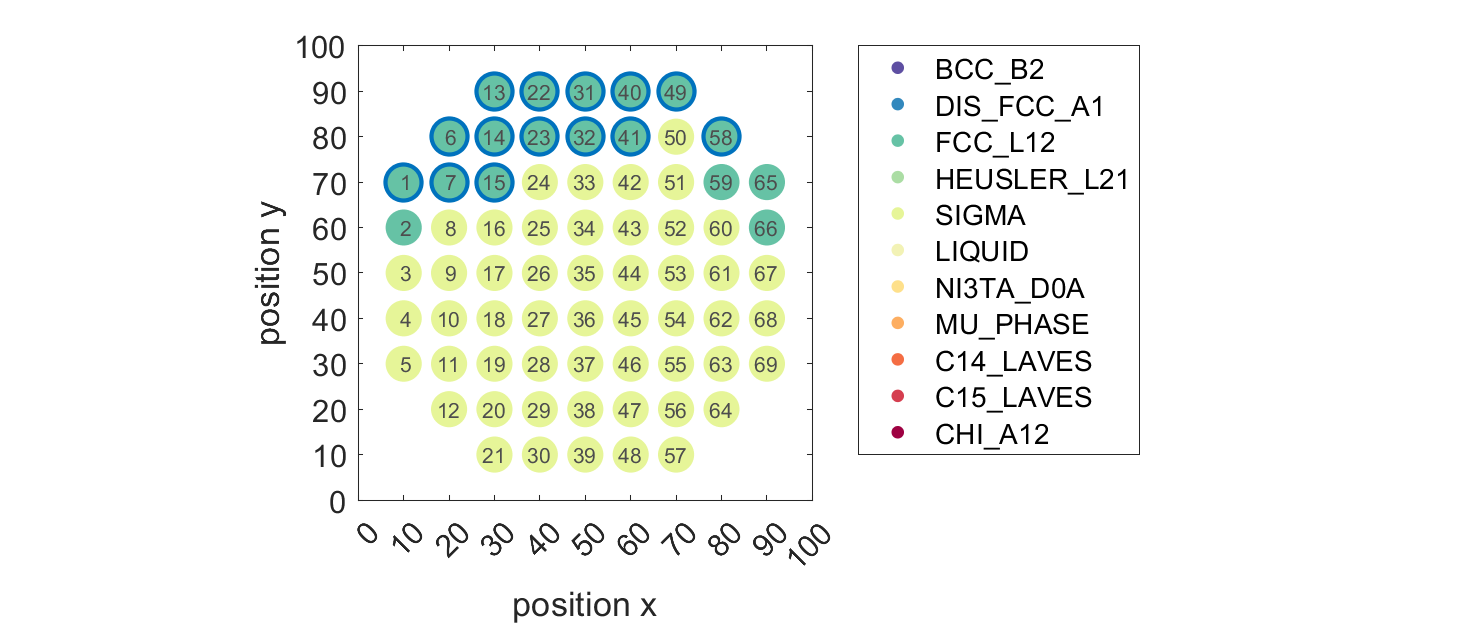 100
90
80
70
60
50
40
30
20
10
0
position y
13 22 31 40 49
6 14 23 32 41 50 58
1 7 15 24 33 42 51 59 65
2 8 16 25 34 43 52 60 66
3 9 17 26 35 44 53 61 67
4 10 18 27 36 45 54 62 68
5 11 19 28 37 46 55 63 69
12 20 29 38 47 56 64
21 30 39 48 57
0 10 20 30 40 50 60 70 80 90 100
position x
BCC_B2
DIS_FCC_A1
FCC_L12
HEUSLER_L21
SIGMA
LIQUID
NI3TA_D0A
MU_PHASE
C14_LAVES
C15_LAVES
CHI_A12